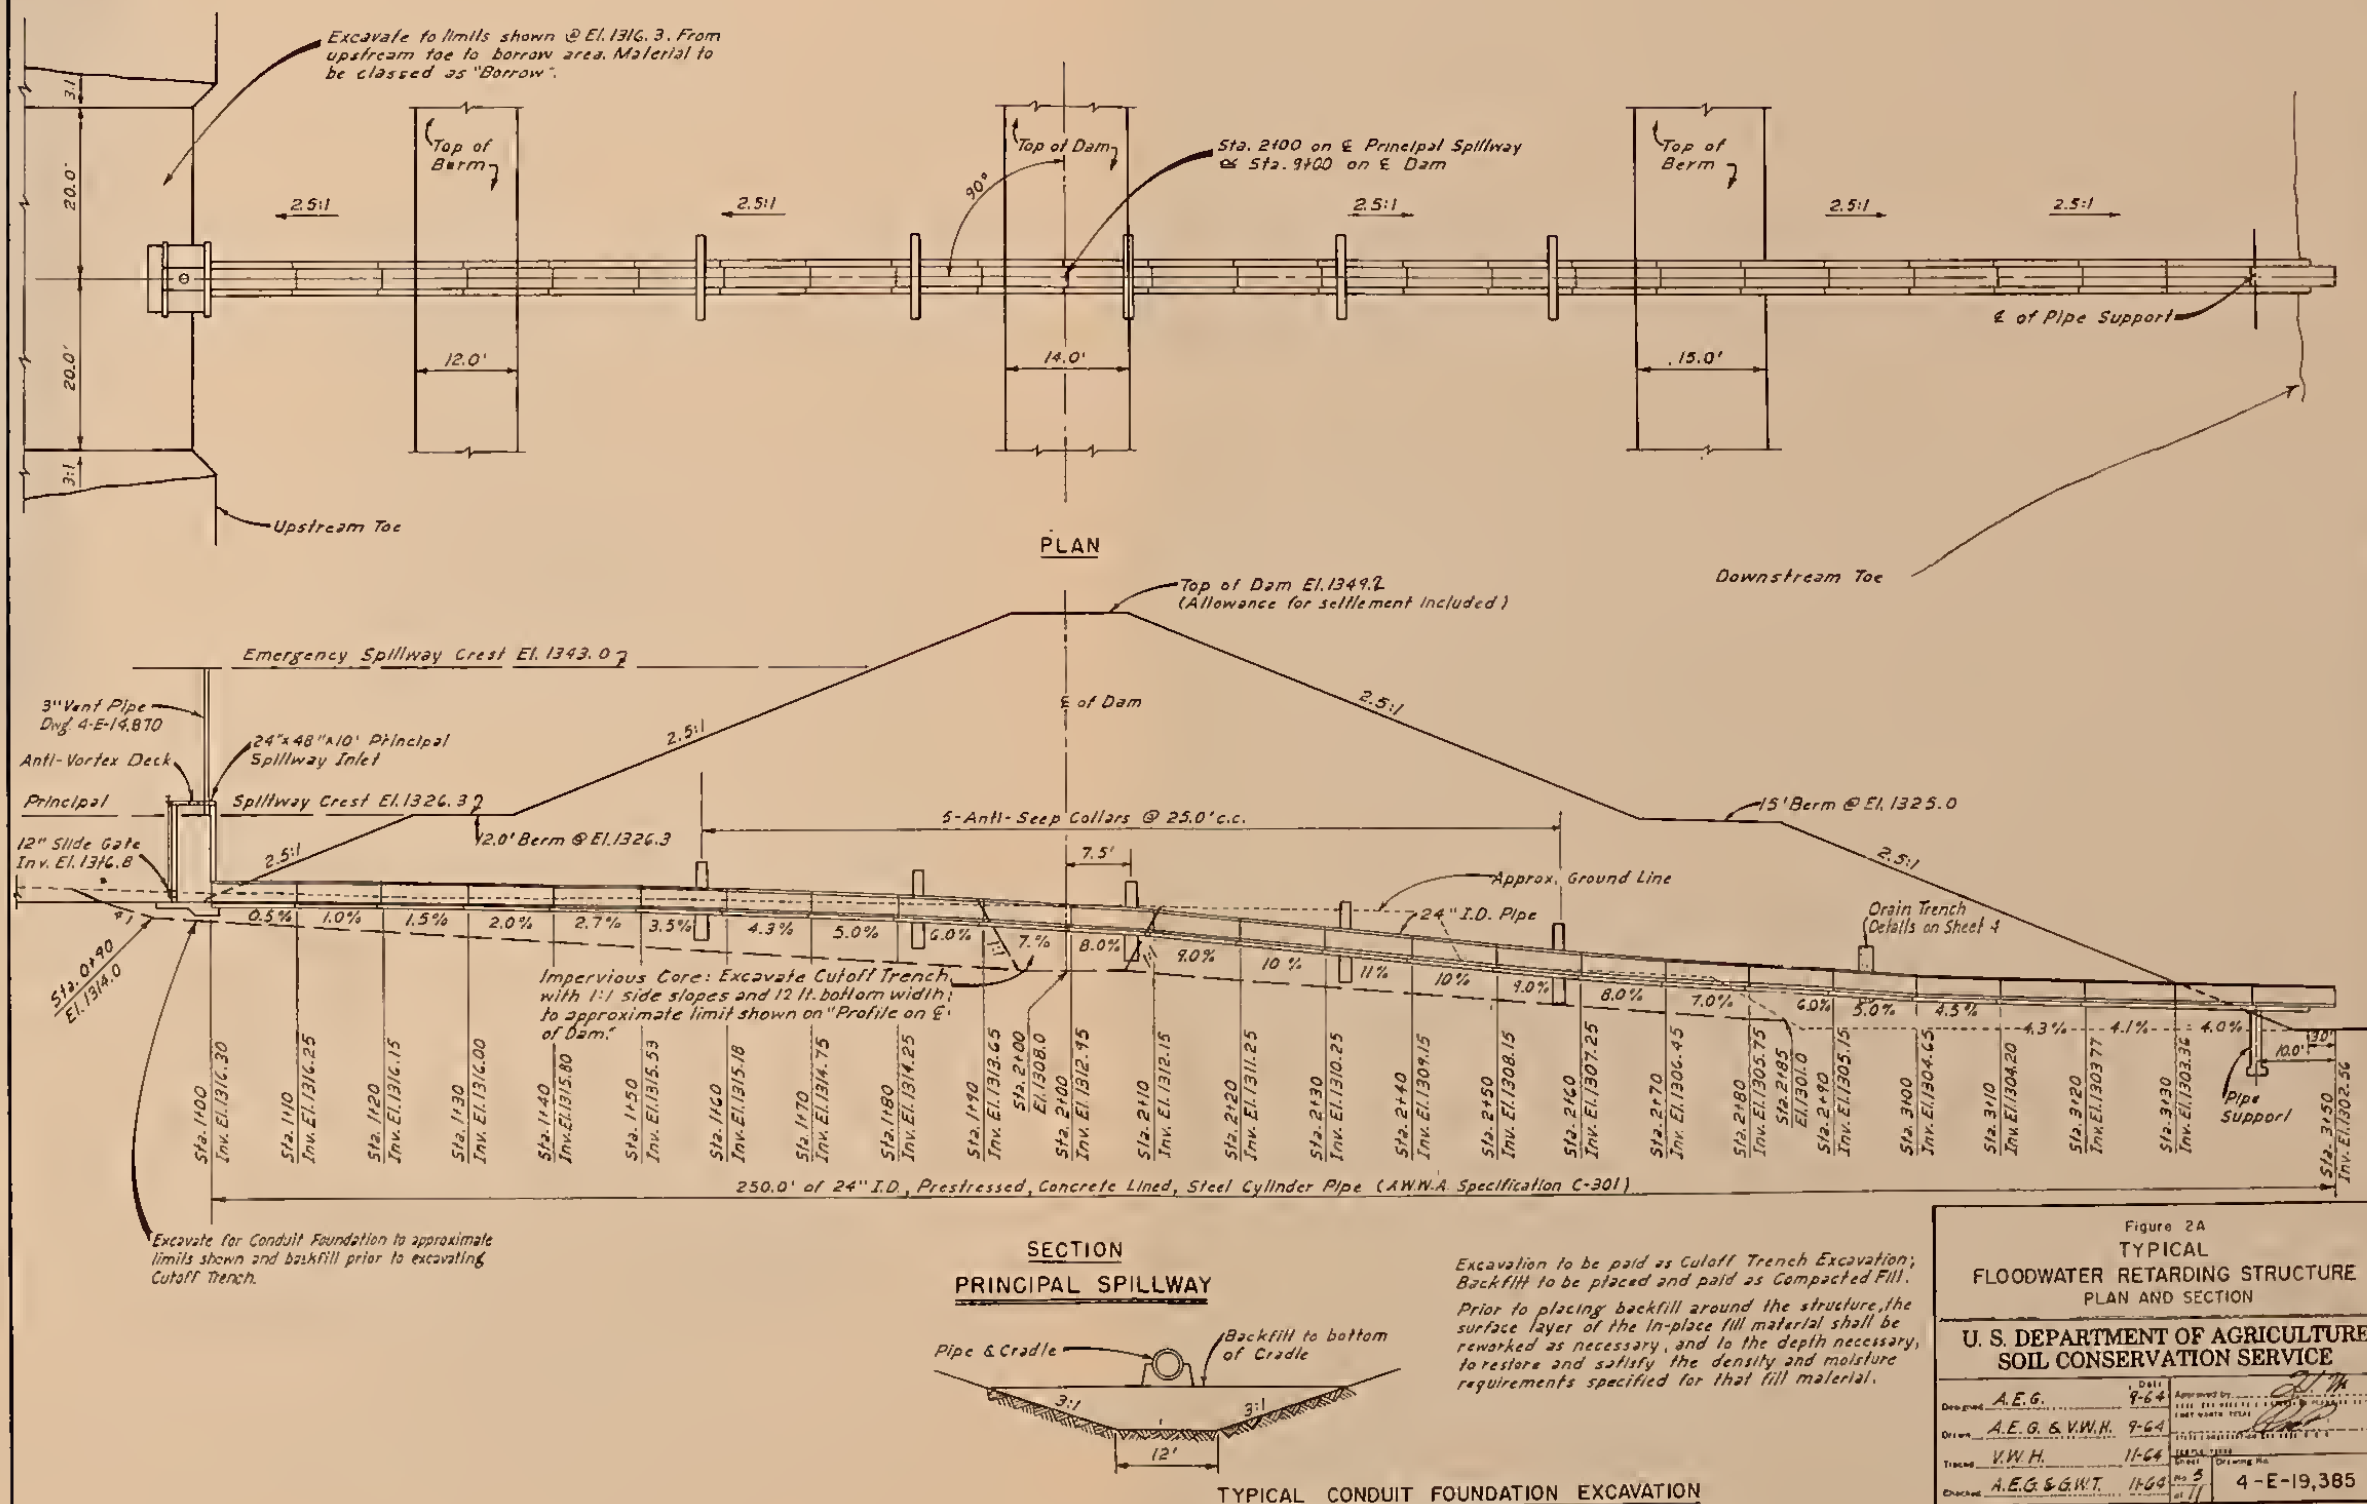 Excavate to limits shown @ El. 1316.3. From
upstream toe to borrow area. Material to
be classed as "Borrow".
3:1
20.0'
20.0'
3:1
Top of
Berm
Top of Dam
90°
Sta. 2+00 on ℄ Principal Spillway
Sta. 9+00 on ℄ Dam
Top of
Berm
2.5:1
2.5:1
2.5:1
2.5:1
2.5:1
12.0'
14.0'
15.0'
℄ of Pipe Support
Upstream Toe
Downstream Toe
PLAN
Top of Dam El. 1349.2
(Allowance for settlement included)
Emergency Spillway Crest El. 1343.0
℄ of Dam
2.5:1
2.5:1
3" Vent Pipe
Dwg. 4-E-14,870
24"x48"x10' Principal
Spillway Inlet
Anti-Vortex Deck
Principal Spillway Crest El. 1326.3
12" Slide Gate
Inv. El. 1316.8
12.0' Berm @ El. 1326.3
5-Anti-Seep Collars @ 25.0' c.c.
15' Berm @ El. 1325.0
7.5'
2.5:1
2.5:1
Approx. Ground Line
24" I.D. Pipe
Drain Trench
Details on Sheet 4
0.5% 1.0% 1.5% 2.0% 2.7% 3.5% 4.3% 5.0% 6.0% 7.% 8.0% 9.0% 10% 11% 10% 9.0% 8.0% 7.0% 6.0% 5.0% 4.5% 4.3% 4.1% 4.0%
1:1
1:1
Sta. 0+90
El. 1314.0
Impervious Core: Excavate Cutoff Trench
with 1:1 side slopes and 12 ft. bottom width
to approximate limit shown on "Profile on ℄
of Dam."
3.0'
10.0'
Pipe
Support
Sta. 1+00
Inv. El. 1316.30
Sta. 1+10
Inv. El. 1316.25
Sta. 1+20
Inv. El. 1316.15
Sta. 1+30
Inv. El. 1316.00
Sta. 1+40
Inv. El. 1315.80
Sta. 1+50
Inv. El. 1315.53
Sta. 1+60
Inv. El. 1315.18
Sta. 1+70
Inv. El. 1314.75
Sta. 1+80
Inv. El. 1314.25
Sta. 1+90
Inv. El. 1313.65
Sta. 2+00
El. 1308.0
Sta. 2+00
Inv. El. 1312.95
Sta. 2+10
Inv. El. 1312.15
Sta. 2+20
Inv. El. 1311.25
Sta. 2+30
Inv. El. 1310.25
Sta. 2+40
Inv. El. 1309.15
Sta. 2+50
Inv. El. 1308.15
Sta. 2+60
Inv. El. 1307.25
Sta. 2+70
Inv. El. 1306.45
Sta. 2+80
Inv. El. 1305.75
Sta. 2+85
El. 1301.0
Sta. 2+90
Inv. El. 1305.15
Sta. 3+00
Inv. El. 1304.65
Sta. 3+10
Inv. El. 1304.20
Sta. 3+20
Inv. El. 1303.77
Sta. 3+30
Inv. El. 1303.36
Sta. 3+50
Inv. El. 1302.56
250.0' of 24" I.D., Prestressed, Concrete Lined, Steel Cylinder Pipe (A.W.W.A. Specification C-301)
Excavate for Conduit Foundation to approximate
limits shown and backfill prior to excavating
Cutoff Trench.
SECTION
PRINCIPAL SPILLWAY
Pipe & Cradle
Backfill to bottom
of Cradle
3:1
3:1
12'
TYPICAL CONDUIT FOUNDATION EXCAVATION
Excavation to be paid as Cutoff Trench Excavation;
Backfill to be placed and paid as Compacted Fill.
Prior to placing backfill around the structure, the
surface layer of the in-place fill material shall be
reworked as necessary, and to the depth necessary,
to restore and satisfy the density and moisture
requirements specified for that fill material.
Figure 2A
TYPICAL
FLOODWATER RETARDING STRUCTURE
PLAN AND SECTION
U. S. DEPARTMENT OF AGRICULTURE
SOIL CONSERVATION SERVICE
Date
Designed A.E.G. 9-64
Approved by
Drawn A.E.G. & V.W.H. 9-64
Traced V.W.H. 11-64
Checked A.E.G. & G.W.T. 11-64
Sheet
No 5
of 11
Drawing No.
4-E-19,385